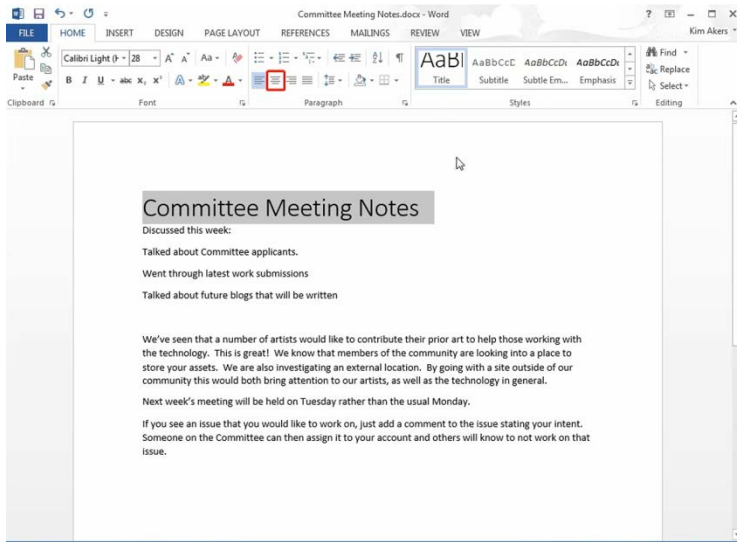 Committee Meeting Notes.docx - Word
FILE HOME INSERT DESIGN PAGE LAYOUT REFERENCES MAILINGS REVIEW VIEW Kim Akers
Paste
Calibri Light (H 28
Aa
B I U abc X, X'
AaBl AaBbCcD AaBbCcDc AaBbCcDc
Title Subtitle Subtle Em... Emphasis
Find
Replace
Select
Clipboard Font Paragraph Styles Editing
Committee Meeting Notes
Discussed this week:
Talked about Committee applicants.
Went through latest work submissions
Talked about future blogs that will be written
We've seen that a number of artists would like to contribute their prior art to help those working with
the technology. This is great! We know that members of the community are looking into a place to
store your assets. We are also investigating an external location. By going with a site outside of our
community this would both bring attention to our artists, as well as the technology in general.
Next week's meeting will be held on Tuesday rather than the usual Monday.
If you see an issue that you would like to work on, just add a comment to the issue stating your intent.
Someone on the Committee can then assign it to your account and others will know to not work on that
issue.